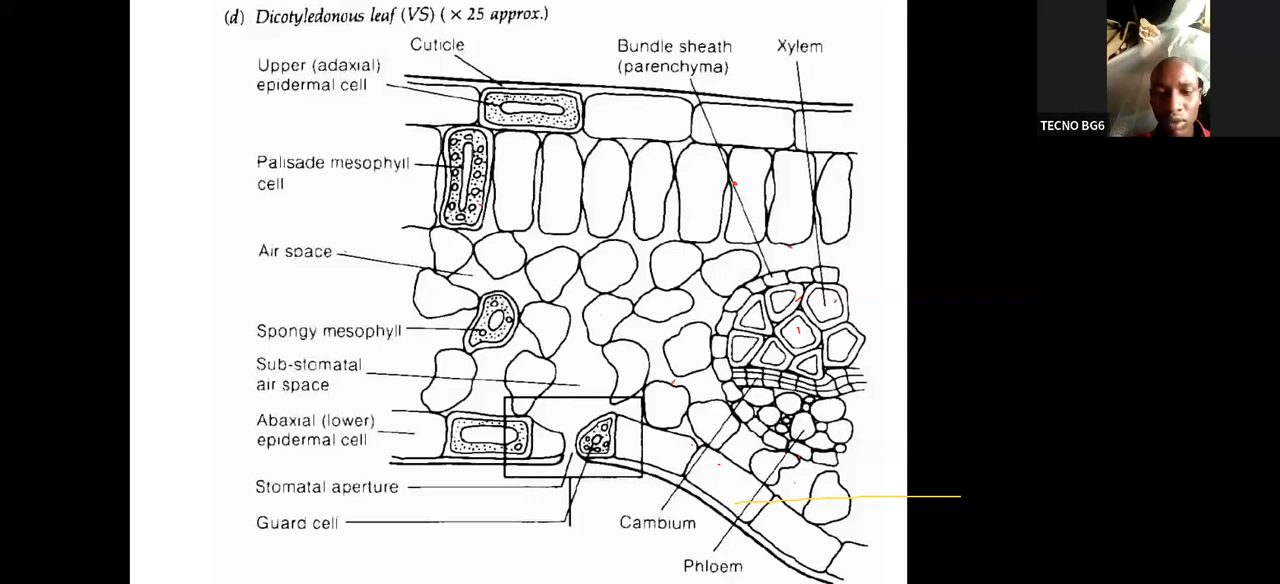 (d) Dicotyledonous leaf (VS) ( × 25 approx.)
Cuticle
Bundle sheath
(parenchyma)
Xylem
Upper (adaxial)
epidermal cell
TECNO BG6
Palisade mesophyll
cell
Air space
Spongy mesophyll
Sub-stomatal
air space
Abaxial (lower)
epidermal cell
Stomatal aperture
Guard cell
Cambium
Phloem